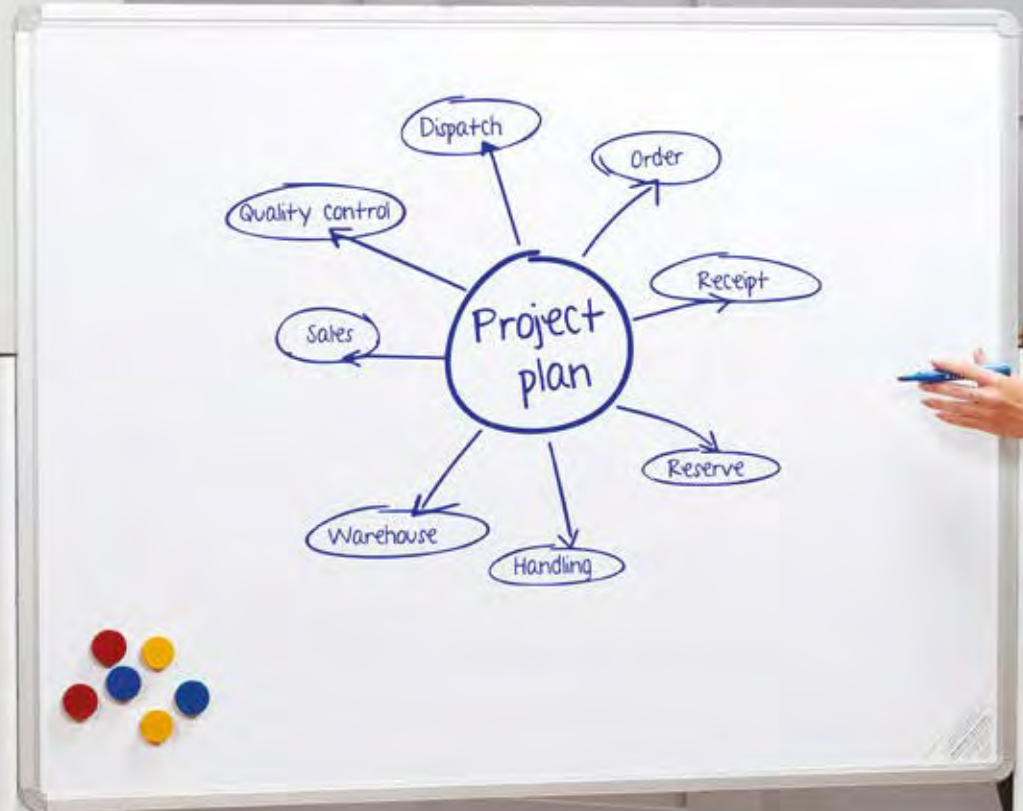 Dispatch
Order
Quality control
Receipt
Sales
Project
plan
Reserve
Warehouse
Handling